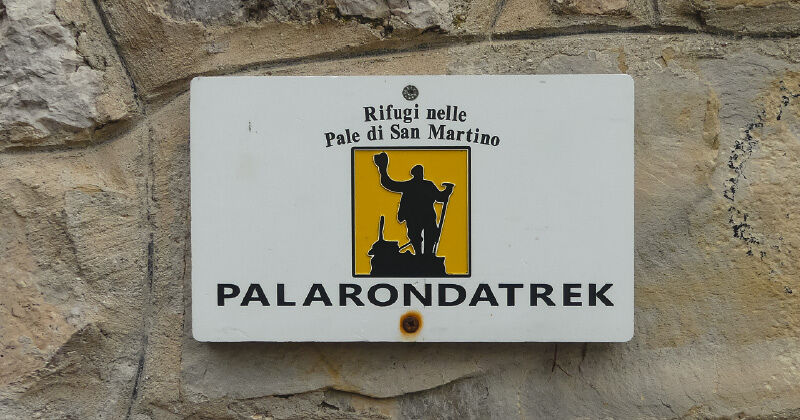 Rifugi nelle
Pale di San Martino
PALARONDATREK